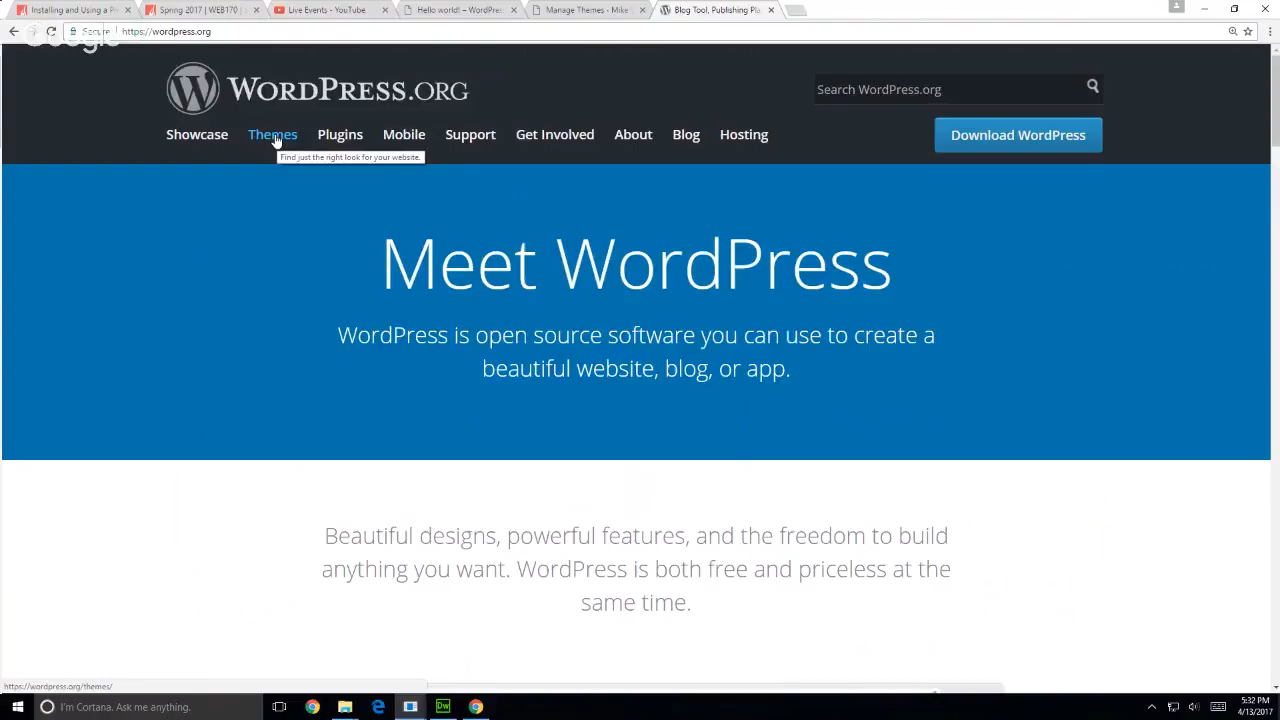 Installing and Using a Pr
Spring 2017 | WEB170 |
Live Events - YouTube
Hello world! – WordPress
Manage Themes ‹ Mike
Blog Tool, Publishing Pla
Secure
https://wordpress.org
Google
WORDPRESS.ORG
Search WordPress.org
Showcase Themes Plugins Mobile Support Get Involved About Blog Hosting
Download WordPress
Find just the right look for your website.
Meet WordPress
WordPress is open source software you can use to create a
beautiful website, blog, or app.
Beautiful designs, powerful features, and the freedom to build
anything you want. WordPress is both free and priceless at the
same time.
https://wordpress.org/themes/
I'm Cortana. Ask me anything.
Dw
5:32 PM
4/13/2017